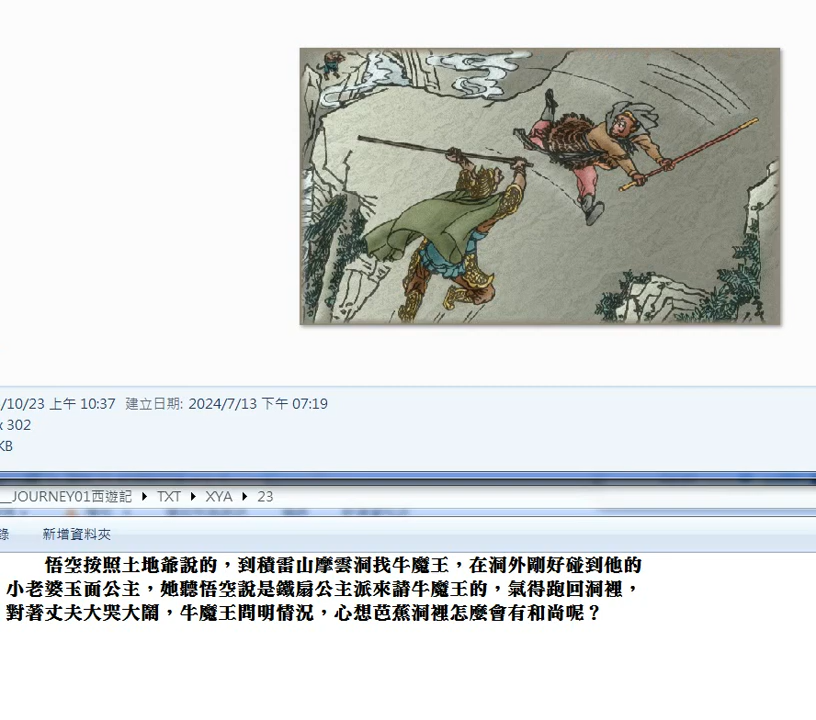 /10/23 上午 10:37 建立日期: 2024/7/13 下午 07:19
x 302
KB
__JOURNEY01西遊記 ▸ TXT ▸ XYA ▸ 23
錄 新增資料夾
悟空按照土地爺說的，到積雷山摩雲洞找牛魔王，在洞外剛好碰到他的
小老婆玉面公主，她聽悟空說是鐵扇公主派來請牛魔王的，氣得跑回洞裡，
對著丈夫大哭大鬧，牛魔王問明情況，心想芭蕉洞裡怎麼會有和尚呢？